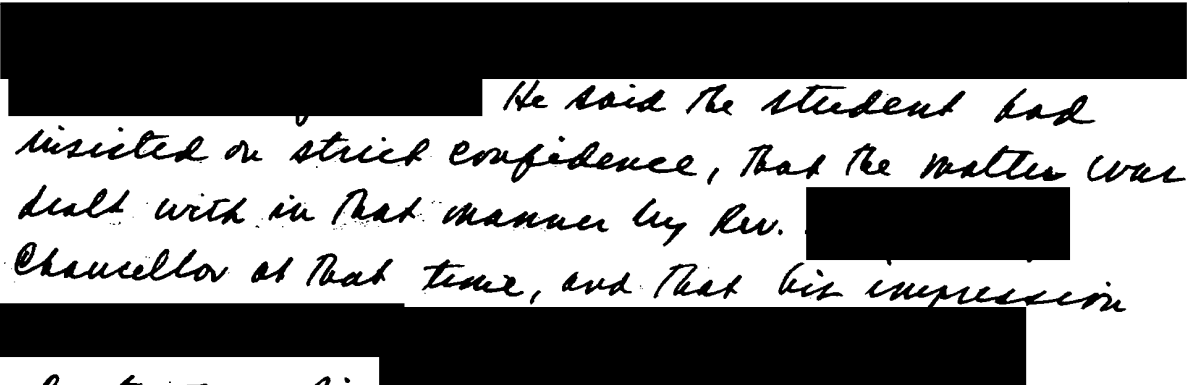 He said the student had
insisted on strict confidence, that the matter was
dealt with in that manner by Rev.
Chancellor at that time, and that his impression